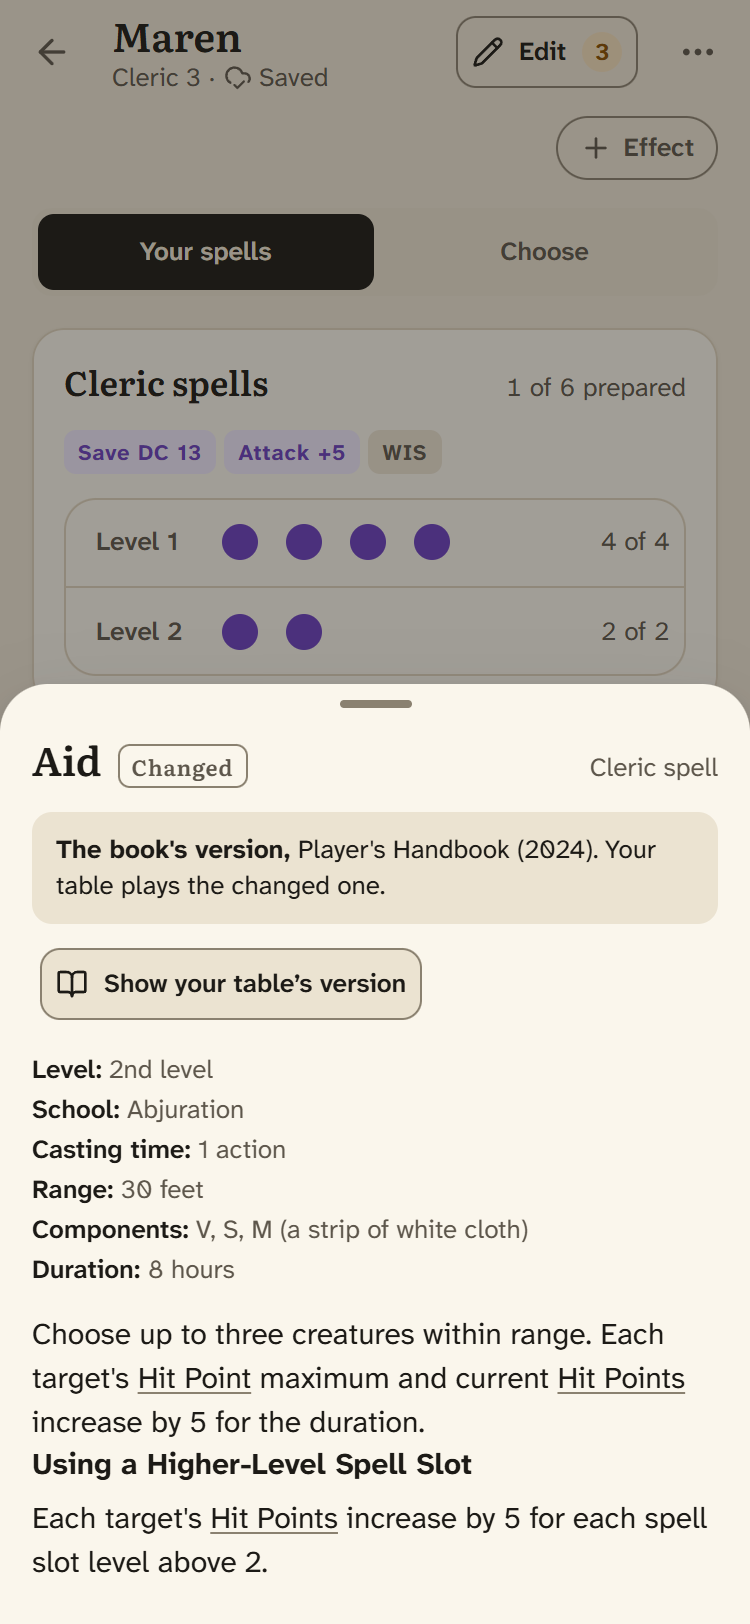 Maren
Cleric 3 · Saved
Edit 3
Effect
Your spells
Choose
Cleric spells
1 of 6 prepared
Save DC 13
Attack +5
WIS
Level 1
4 of 4
Level 2
2 of 2
Aid
Changed
Cleric spell
The book's version, Player's Handbook (2024). Your
table plays the changed one.
Show your table’s version
Level: 2nd level
School: Abjuration
Casting time: 1 action
Range: 30 feet
Components: V, S, M (a strip of white cloth)
Duration: 8 hours
Choose up to three creatures within range. Each
target's Hit Point maximum and current Hit Points
increase by 5 for the duration.
Using a Higher-Level Spell Slot
Each target's Hit Points increase by 5 for each spell
slot level above 2.